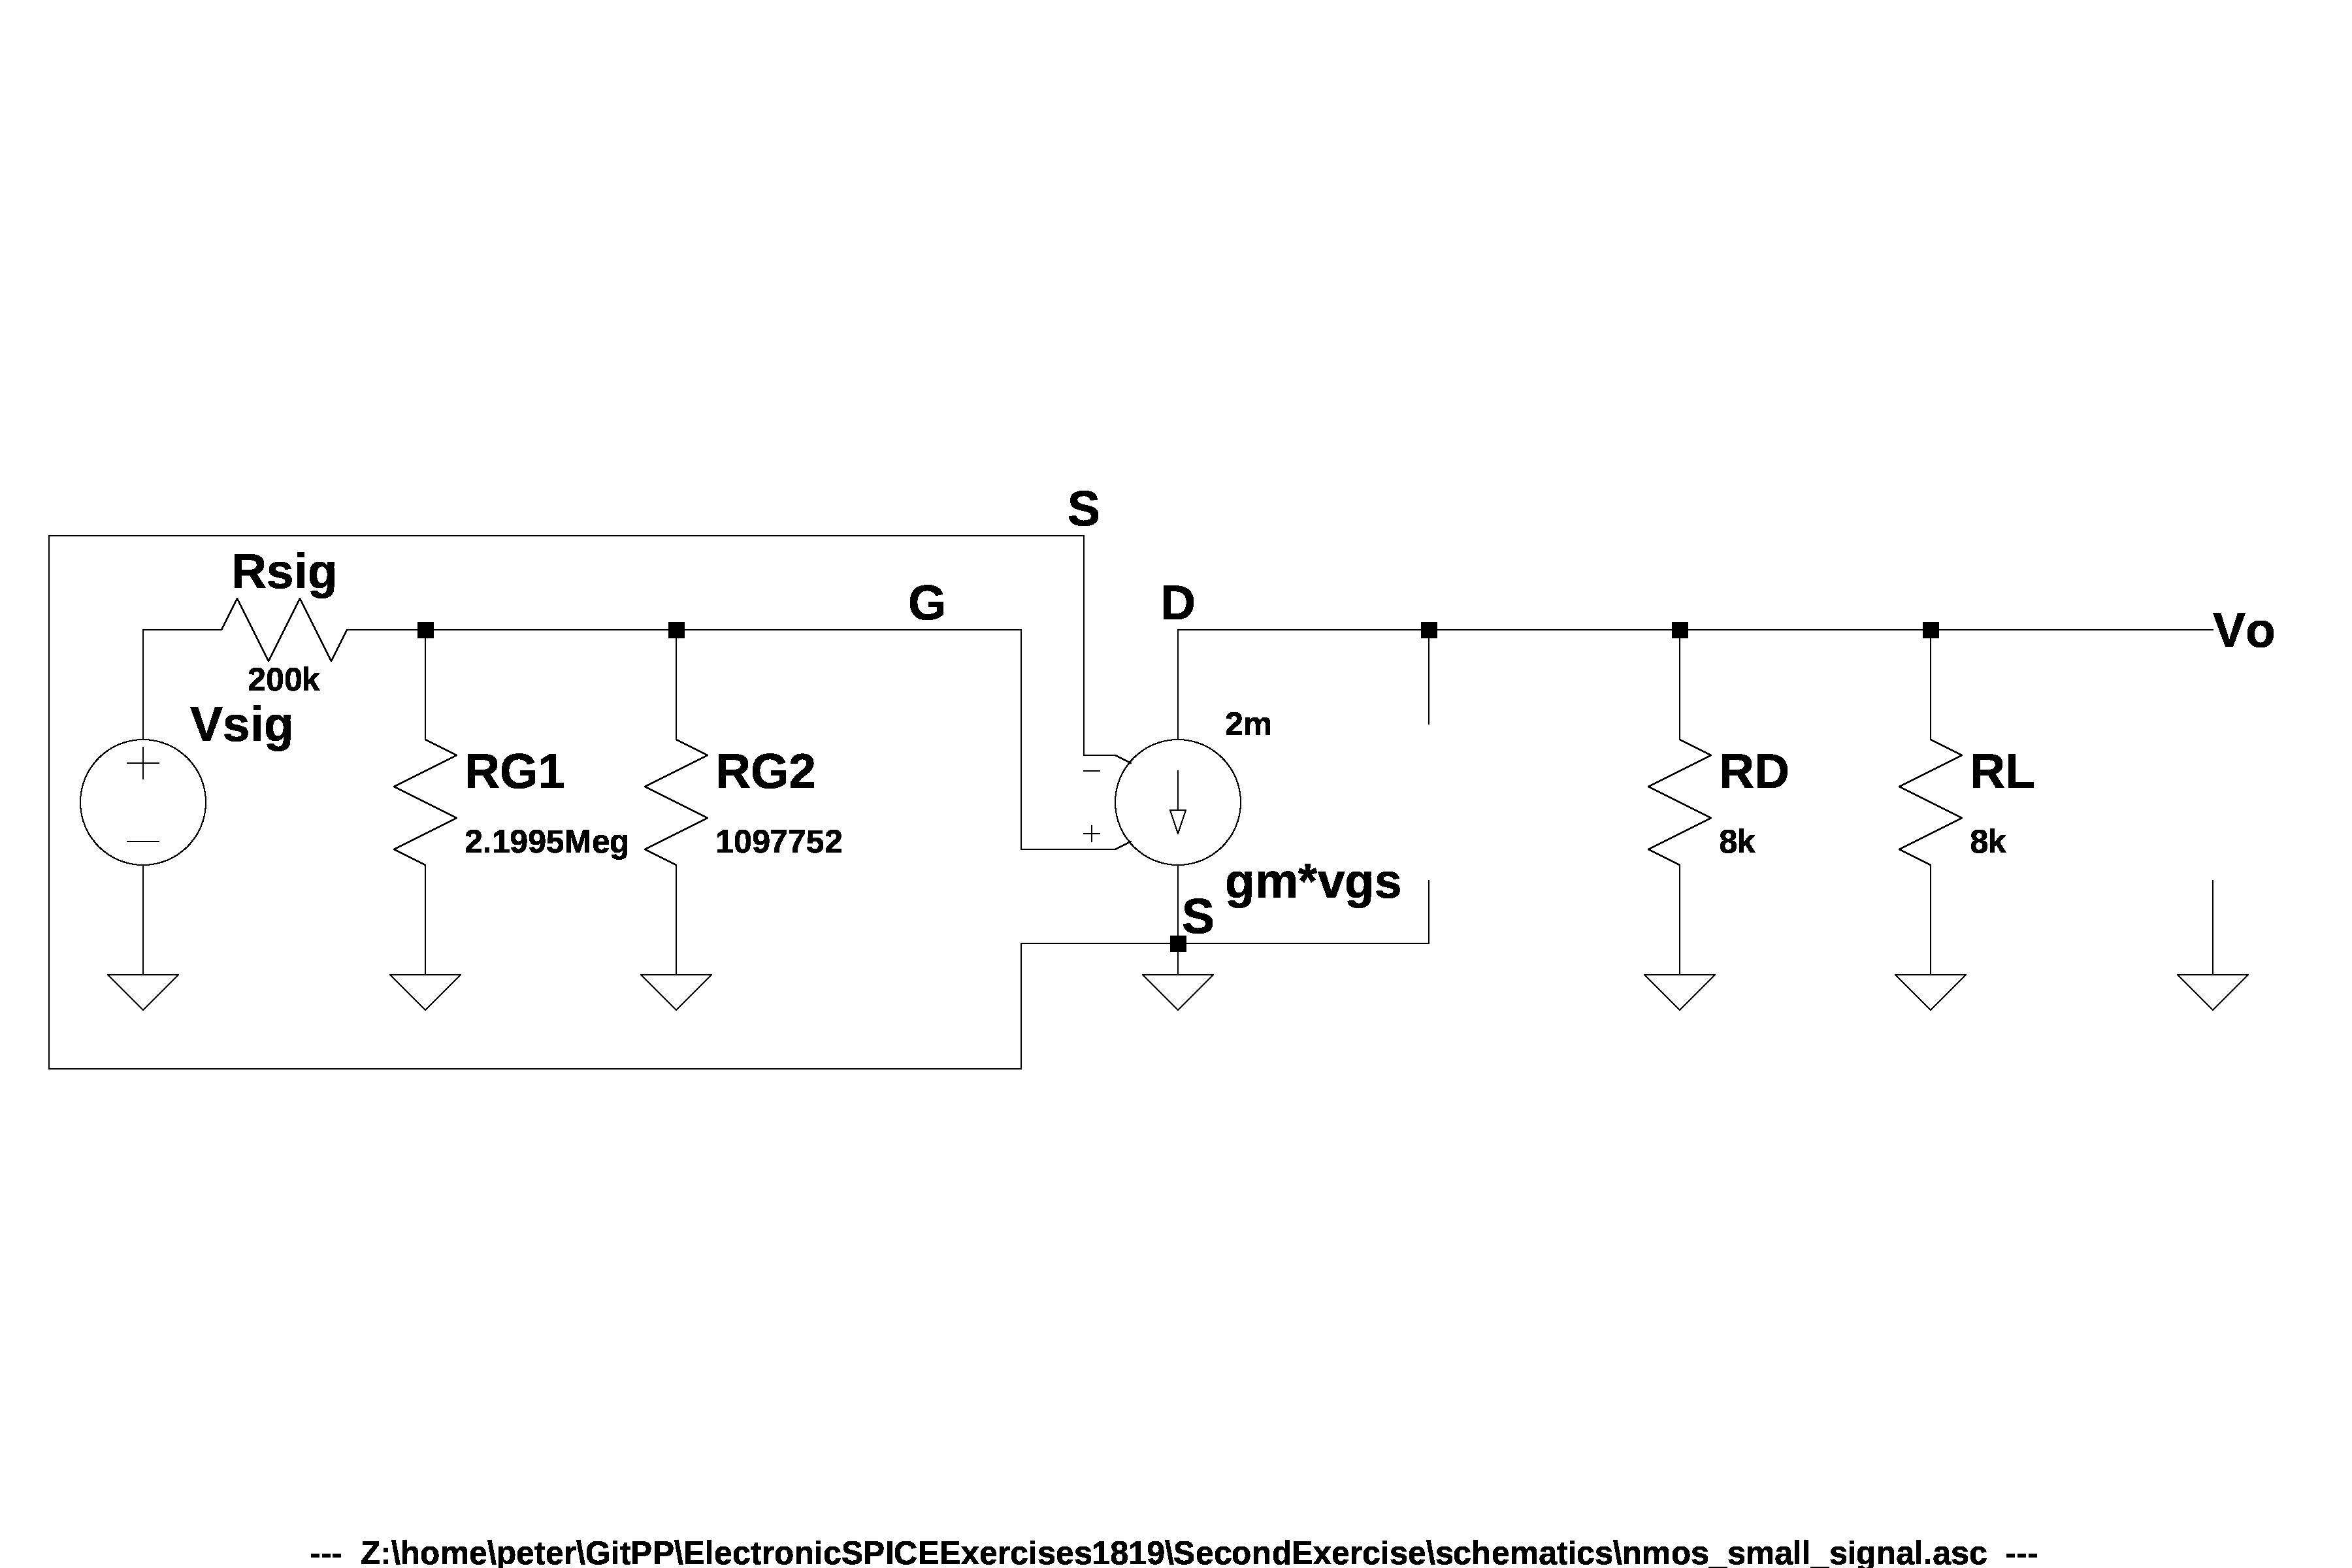 S
Rsig
G
D
Vo
200k
Vsig
2m
RG1
RG2
RD
RL
2.1995Meg
1097752
8k
8k
gm*vgs
S
--- Z:\home\peter\GitPP\ElectronicSPICEExercises1819\SecondExercise\schematics\nmos_small_signal.asc ---